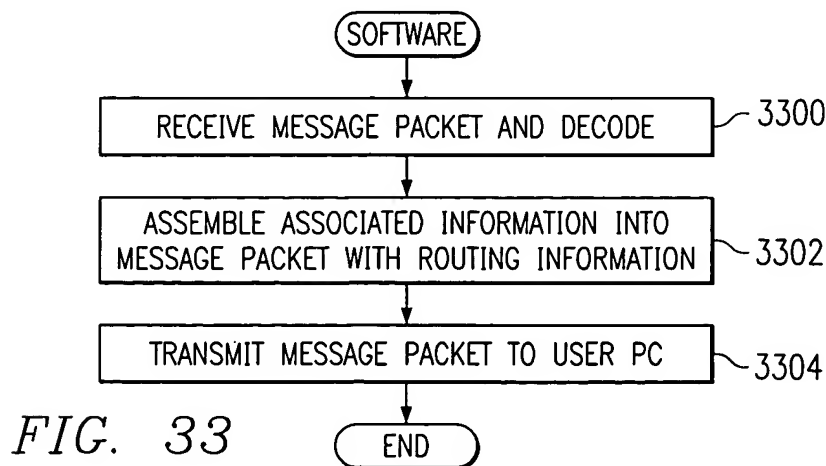 SOFTWARE
RECEIVE MESSAGE PACKET AND DECODE
3300
ASSEMBLE ASSOCIATED INFORMATION INTO
MESSAGE PACKET WITH ROUTING INFORMATION
3302
TRANSMIT MESSAGE PACKET TO USER PC
3304
FIG. 33
END